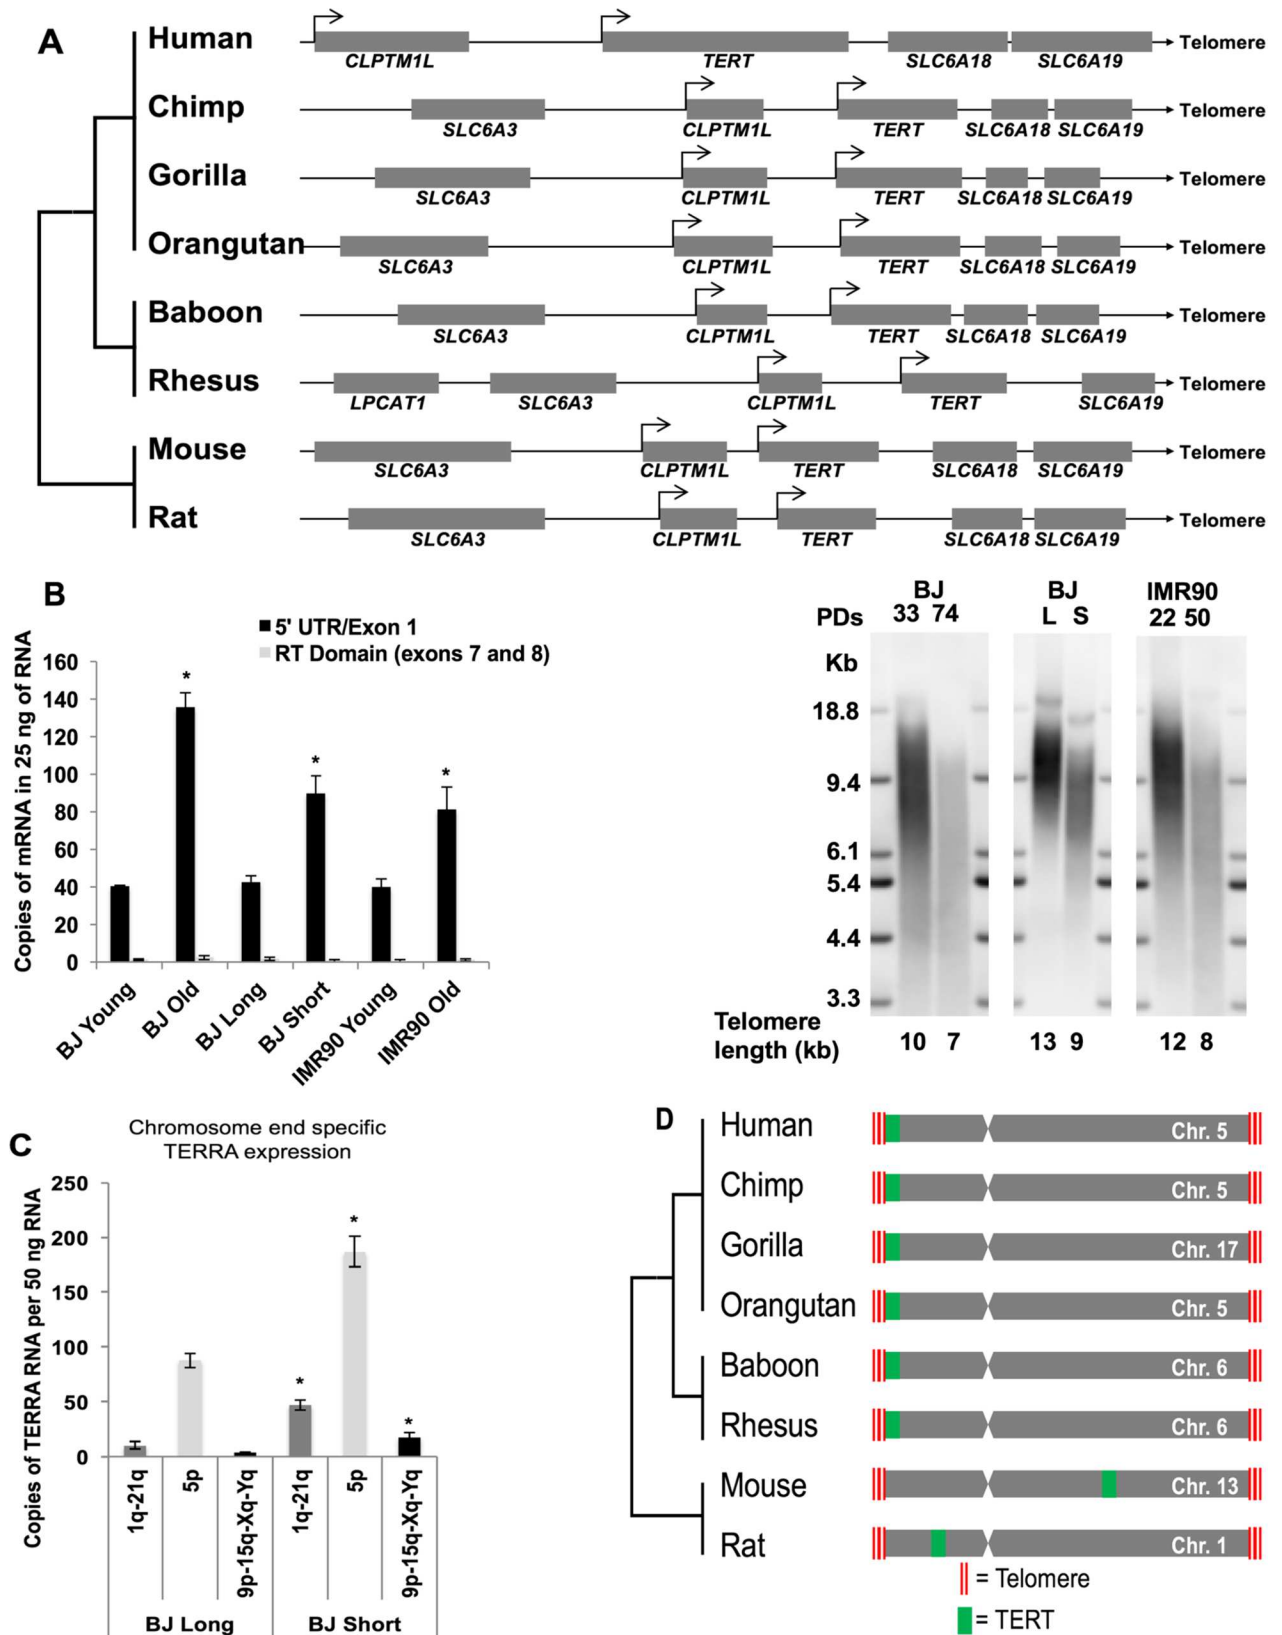 A
Human
CLPTM1L TERT SLC6A18 SLC6A19 Telomere
Chimp
SLC6A3 CLPTM1L TERT SLC6A18 SLC6A19 Telomere
Gorilla
SLC6A3 CLPTM1L TERT SLC6A18 SLC6A19 Telomere
Orangutan
SLC6A3 CLPTM1L TERT SLC6A18 SLC6A19 Telomere
Baboon
SLC6A3 CLPTM1L TERT SLC6A18 SLC6A19 Telomere
Rhesus
LPCAT1 SLC6A3 CLPTM1L TERT SLC6A19 Telomere
Mouse
SLC6A3 CLPTM1L TERT SLC6A18 SLC6A19 Telomere
Rat
SLC6A3 CLPTM1L TERT SLC6A18 SLC6A19 Telomere
B
5' UTR/Exon 1
RT Domain (exons 7 and 8)
Copies of mRNA in 25 ng of RNA
160
140
120
100
80
60
40
20
0
*
*
*
BJ Young
BJ Old
BJ Long
BJ Short
IMR90 Young
IMR90 Old
BJ BJ IMR90
PDs 33 74 L S 22 50
Kb
18.8
9.4
6.1
5.4
4.4
3.3
Telomere
length (kb) 10 7 13 9 12 8
C
Chromosome end specific
TERRA expression
Copies of TERRA RNA per 50 ng RNA
250
200
150
100
50
0
*
*
*
1q-21q
5p
9p-15q-Xq-Yq
1q-21q
5p
9p-15q-Xq-Yq
BJ Long BJ Short
D
Human Chr. 5
Chimp Chr. 5
Gorilla Chr. 17
Orangutan Chr. 5
Baboon Chr. 6
Rhesus Chr. 6
Mouse Chr. 13
Rat Chr. 1
= Telomere
= TERT